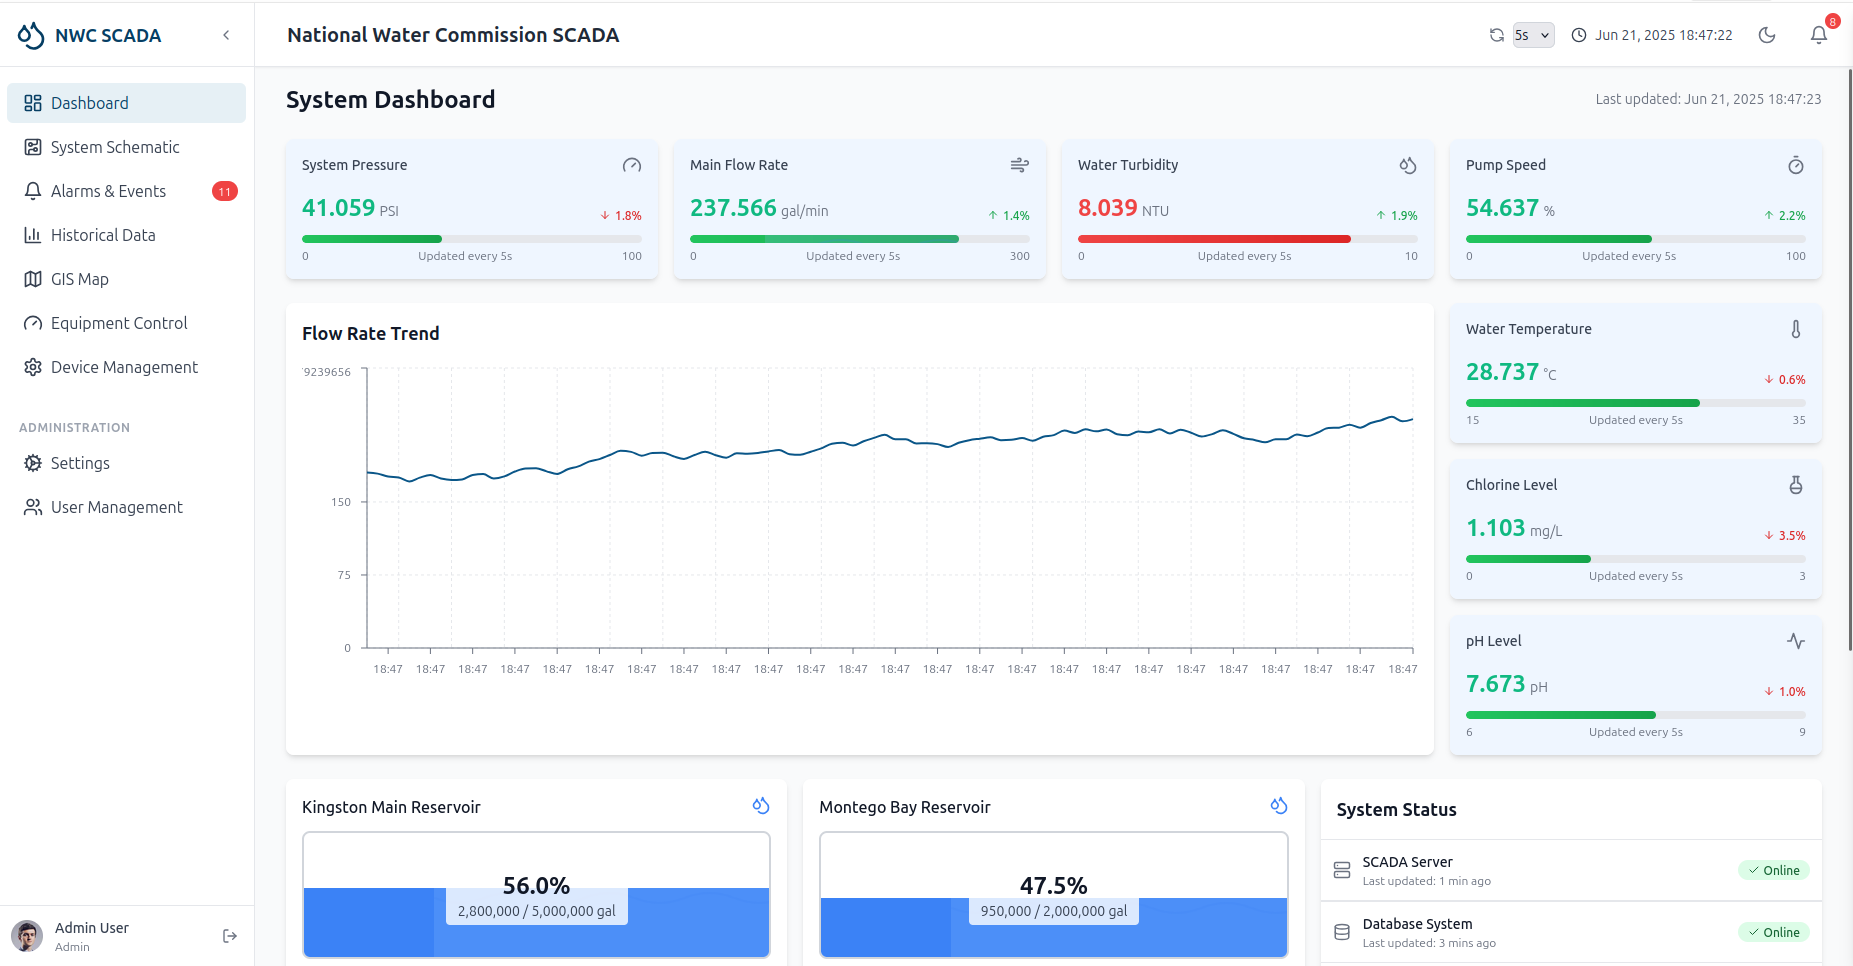 NWC SCADA
National Water Commission SCADA
5s
Jun 21, 2025 18:47:22
8
Dashboard
System Schematic
Alarms & Events
11
Historical Data
GIS Map
Equipment Control
Device Management
ADMINISTRATION
Settings
User Management
Admin User
Admin
System Dashboard
Last updated: Jun 21, 2025 18:47:23
System Pressure
41.059 PSI
↓ 1.8%
0 Updated every 5s 100
Main Flow Rate
237.566 gal/min
↑ 1.4%
0 Updated every 5s 300
Water Turbidity
8.039 NTU
↑ 1.9%
0 Updated every 5s 10
Pump Speed
54.637 %
↑ 2.2%
0 Updated every 5s 100
Flow Rate Trend
9239656
150
75
0
18:47 18:47 18:47 18:47 18:47 18:47 18:47 18:47 18:47 18:47 18:47 18:47 18:47 18:47 18:47 18:47 18:47 18:47 18:47 18:47 18:47 18:47 18:47 18:47 18:47
Water Temperature
28.737 °C
↓ 0.6%
15 Updated every 5s 35
Chlorine Level
1.103 mg/L
↓ 3.5%
0 Updated every 5s 3
pH Level
7.673 pH
↓ 1.0%
6 Updated every 5s 9
Kingston Main Reservoir
56.0%
2,800,000 / 5,000,000 gal
Montego Bay Reservoir
47.5%
950,000 / 2,000,000 gal
System Status
SCADA Server
Last updated: 1 min ago
Online
Database System
Last updated: 3 mins ago
Online